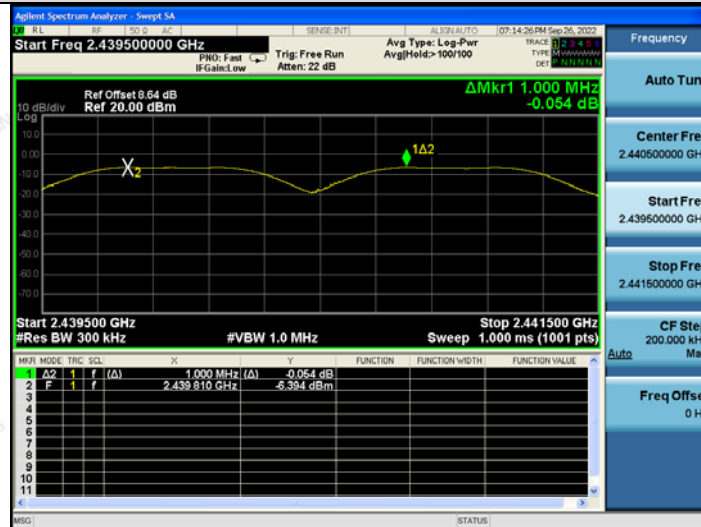 Agilent Spectrum Analyzer - Swept SA
RL RF 50 Ω AC SENSE:INT ALIGN AUTO 07:14:26 PM Sep 26, 2022
Start Freq 2.439500000 GHz
PNO: Fast
IFGain:Low
Trig: Free Run
Atten: 22 dB
Avg Type: Log-Pwr
Avg|Hold:>100/100
TRACE 1 2 3 4 5 6
TYPE M
DET P N N N N N
Ref Offset 8.64 dB
Ref 20.00 dBm
10 dB/div
Log
ΔMkr1 1.000 MHz
-0.054 dB
10.0
0.00
-10.0
-20.0
-30.0
-40.0
-50.0
-60.0
-70.0
X2
1Δ2
Start 2.439500 GHz Stop 2.441500 GHz
#Res BW 300 kHz #VBW 1.0 MHz Sweep 1.000 ms (1001 pts)
MKR MODE TRC SCL X Y FUNCTION FUNCTION WIDTH FUNCTION VALUE
1 Δ2 1 f (Δ) 1.000 MHz (Δ) -0.054 dB
2 F 1 f 2.439 810 GHz -6.394 dBm
3
4
5
6
7
8
9
10
11
MSG STATUS
Frequency
Auto Tun
Center Fre
2.440500000 GH
Start Fre
2.439500000 GH
Stop Fre
2.441500000 GH
CF Ste
200.000 kH
Auto Ma
Freq Offse
0 H